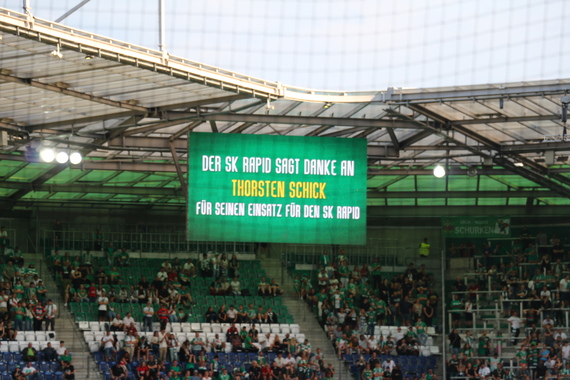 DER SK RAPID SAGT DANKE AN
THORSTEN SCHICK
FÜR SEINEN EINSATZ FÜR DEN SK RAPID